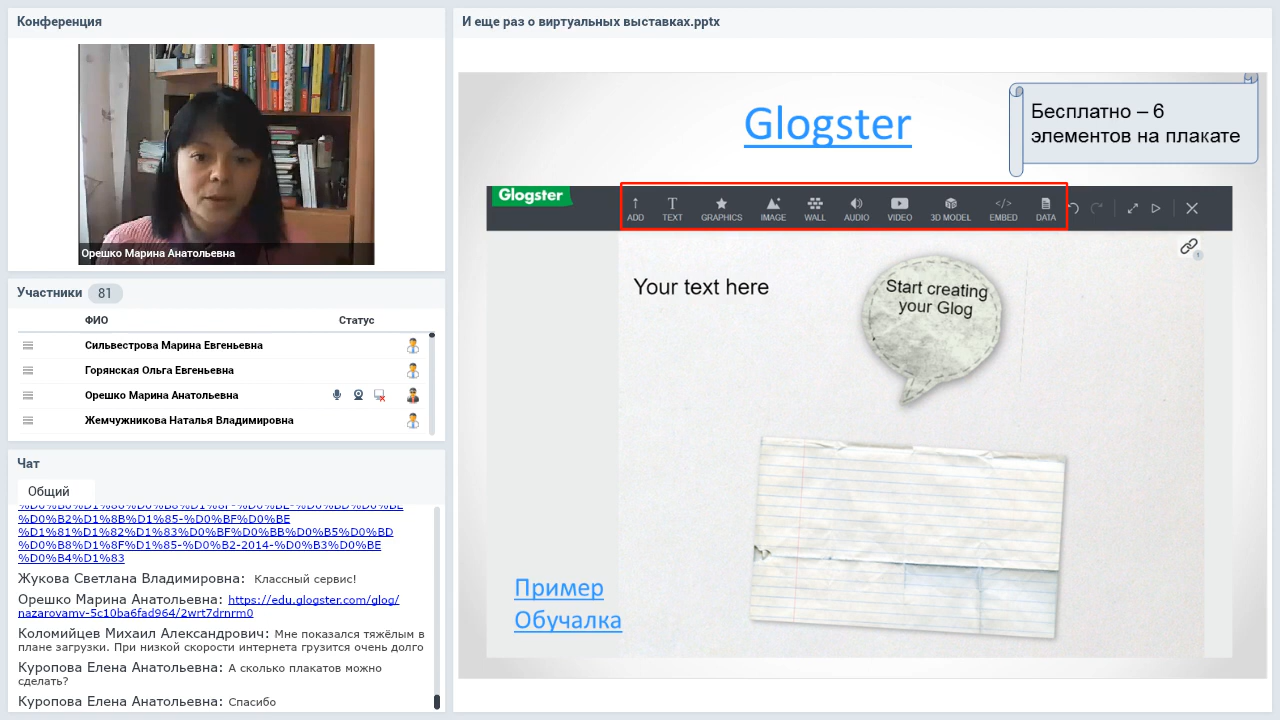 Конференция
Орешко Марина Анатольевна
Участники 81
ФИО Статус
Сильвестрова Марина Евгеньевна
Горянская Ольга Евгеньевна
Орешко Марина Анатольевна
Жемчужникова Наталья Владимировна
Чат
Общий
%D0%B2%D1%8B%D1%85-%D0%BF%D0%BE
%D1%81%D1%82%D1%83%D0%BF%D0%BB%D0%B5%D0%BD
%D0%B8%D1%8F%D1%85-%D0%B2-2014-%D0%B3%D0%BE
%D0%B4%D1%83
Жукова Светлана Владимировна: Классный сервис!
Орешко Марина Анатольевна: https://edu.glogster.com/glog/
nazarovamv-5c10ba6fad964/2wrt7drnrm0
Коломийцев Михаил Александрович: Мне показался тяжёлым в
плане загрузки. При низкой скорости интернета грузится очень долго
Куропова Елена Анатольевна: А сколько плакатов можно
сделать?
Куропова Елена Анатольевна: Спасибо
И еще раз о виртуальных выставках.pptx
Glogster
Бесплатно – 6
элементов на плакате
Glogster
ADD TEXT GRAPHICS IMAGE WALL AUDIO VIDEO 3D MODEL EMBED DATA
1
Your text here
Start creating
your Glog
Пример
Обучалка